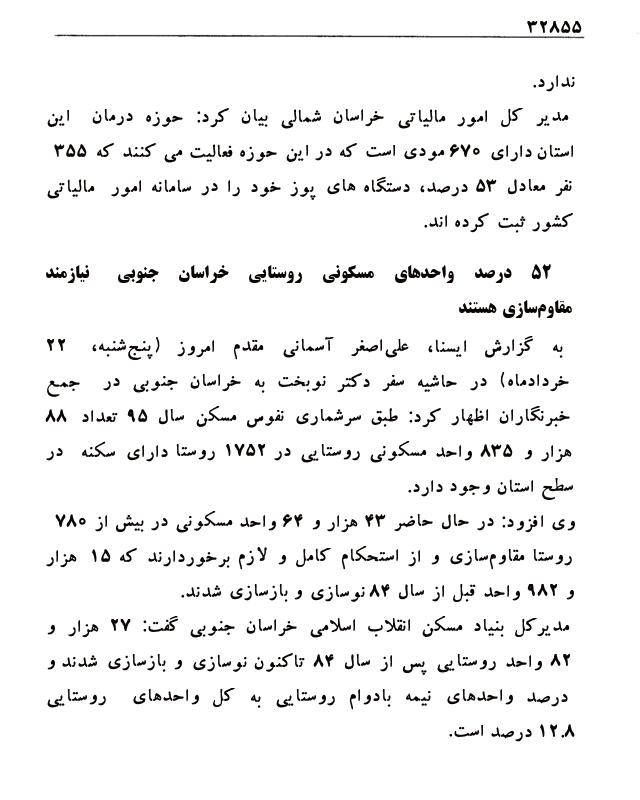 ۳۲۸۵۵
ندارد.
مدیر کل امور مالیاتی خراسان شمالی بیان کرد: حوزه درمان این
استان دارای ۶۷۰ مودی است که در این حوزه فعالیت می کنند که ۳۵۵
نفر معادل ۵۳ درصد، دستگاه های پوز خود را در سامانه امور مالیاتی
کشور ثبت کرده اند.
۵۲ درصد واحدهای مسکونی روستایی خراسان جنوبی نیازمند
مقاوم‌سازی هستند
به گزارش ایسنا، علی‌اصغر آسمانی مقدم امروز (پنج‌شنبه، ۲۲
خردادماه) در حاشیه سفر دکتر نوبخت به خراسان جنوبی در جمع
خبرنگاران اظهار کرد: طبق سرشماری نفوس مسکن سال ۹۵ تعداد ۸۸
هزار و ۸۳۵ واحد مسکونی روستایی در ۱۷۵۲ روستا دارای سکنه در
سطح استان وجود دارد.
وی افزود: در حال حاضر ۴۳ هزار و ۶۴ واحد مسکونی در بیش از ۷۸۰
روستا مقاوم‌سازی و از استحکام کامل و لازم برخوردارند که ۱۵ هزار
و ۹۸۲ واحد قبل از سال ۸۴ نوسازی و بازسازی شدند.
مدیرکل بنیاد مسکن انقلاب اسلامی خراسان جنوبی گفت: ۲۷ هزار و
۸۲ واحد روستایی پس از سال ۸۴ تاکنون نوسازی و بازسازی شدند و
درصد واحدهای نیمه بادوام روستایی به کل واحدهای روستایی
۱۲.۸ درصد است.